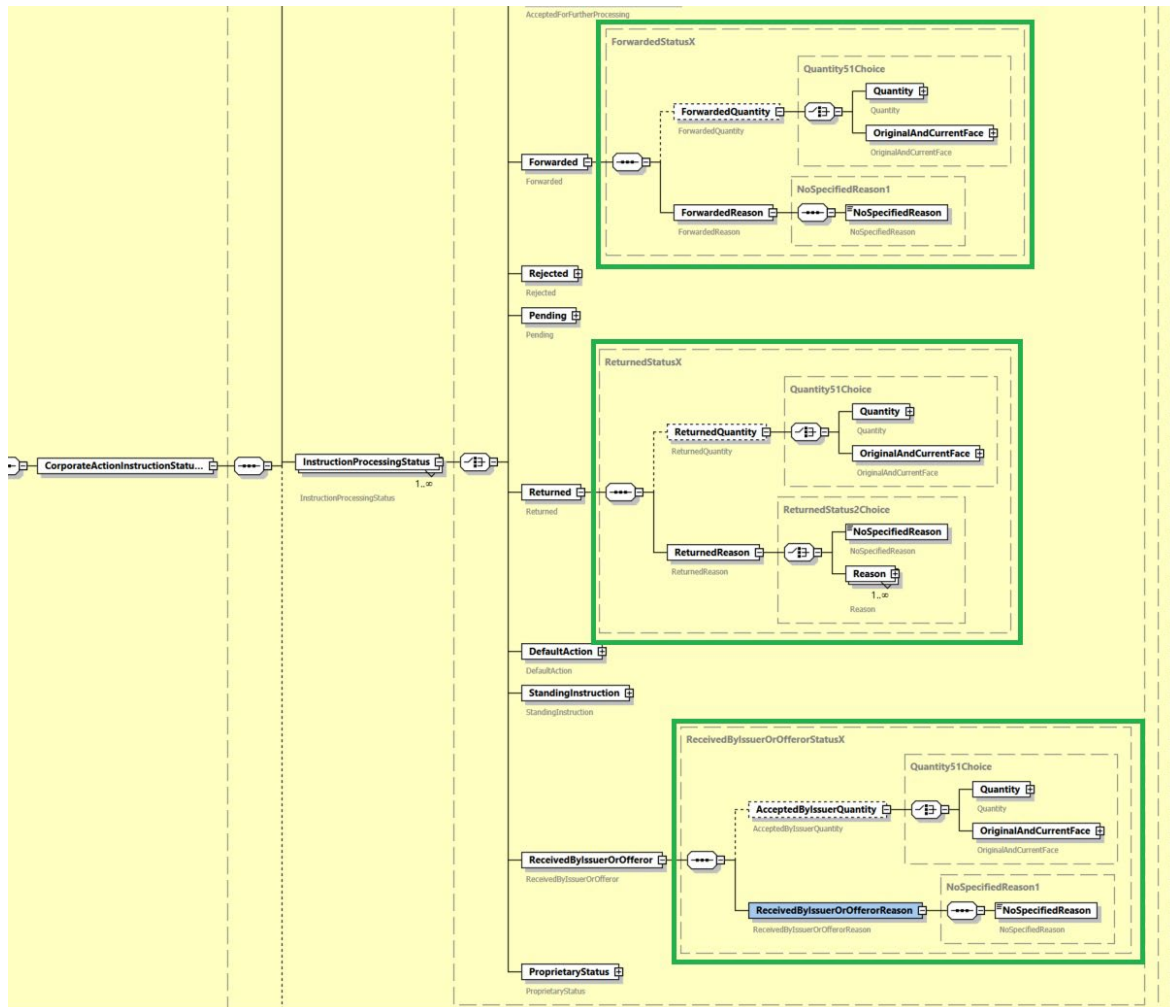 AcceptedForFurtherProcessing
ForwardedStatusX
Quantity51Choice
Quantity
Quantity
ForwardedQuantity
ForwardedQuantity
OriginalAndCurrentFace
OriginalAndCurrentFace
Forwarded
Forwarded
NoSpecifiedReason1
ForwardedReason
NoSpecifiedReason
ForwardedReason
NoSpecifiedReason
Rejected
Rejected
Pending
Pending
ReturnedStatusX
Quantity51Choice
Quantity
Quantity
ReturnedQuantity
ReturnedQuantity
OriginalAndCurrentFace
OriginalAndCurrentFace
CorporateActionInstructionStatu...
InstructionProcessingStatus
1..∞
InstructionProcessingStatus
Returned
Returned
ReturnedStatus2Choice
NoSpecifiedReason
NoSpecifiedReason
ReturnedReason
ReturnedReason
Reason
1..∞
Reason
DefaultAction
DefaultAction
StandingInstruction
StandingInstruction
ReceivedByIssuerOrOfferorStatusX
Quantity51Choice
Quantity
Quantity
AcceptedByIssuerQuantity
AcceptedByIssuerQuantity
OriginalAndCurrentFace
OriginalAndCurrentFace
ReceivedByIssuerOrOfferor
ReceivedByIssuerOrOfferor
NoSpecifiedReason1
ReceivedByIssuerOrOfferorReason
NoSpecifiedReason
ReceivedByIssuerOrOfferorReason
NoSpecifiedReason
ProprietaryStatus
ProprietaryStatus